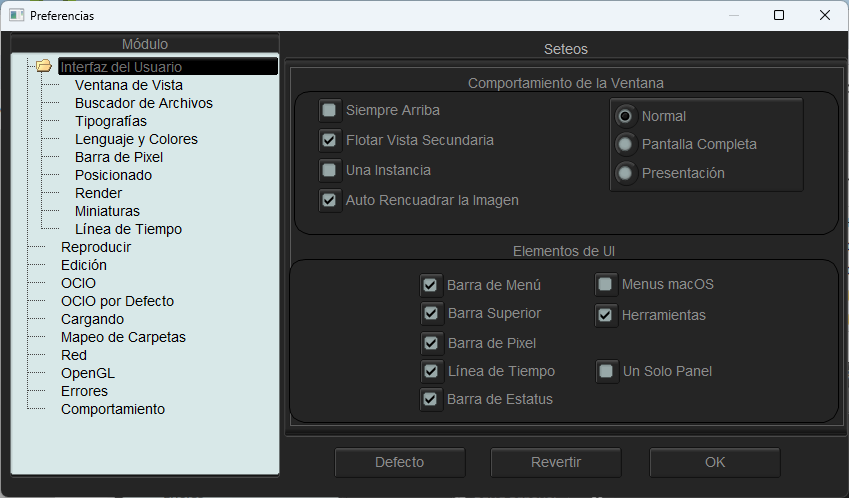 Preferencias
Módulo
Interfaz del Usuario
Ventana de Vista
Buscador de Archivos
Tipografías
Lenguaje y Colores
Barra de Pixel
Posicionado
Render
Miniaturas
Línea de Tiempo
Reproducir
Edición
OCIO
OCIO por Defecto
Cargando
Mapeo de Carpetas
Red
OpenGL
Errores
Comportamiento
Seteos
Comportamiento de la Ventana
Siempre Arriba
Flotar Vista Secundaria
Una Instancia
Auto Rencuadrar la Imagen
Normal
Pantalla Completa
Presentación
Elementos de UI
Barra de Menú
Barra Superior
Barra de Pixel
Línea de Tiempo
Barra de Estatus
Menus macOS
Herramientas
Un Solo Panel
Defecto
Revertir
OK